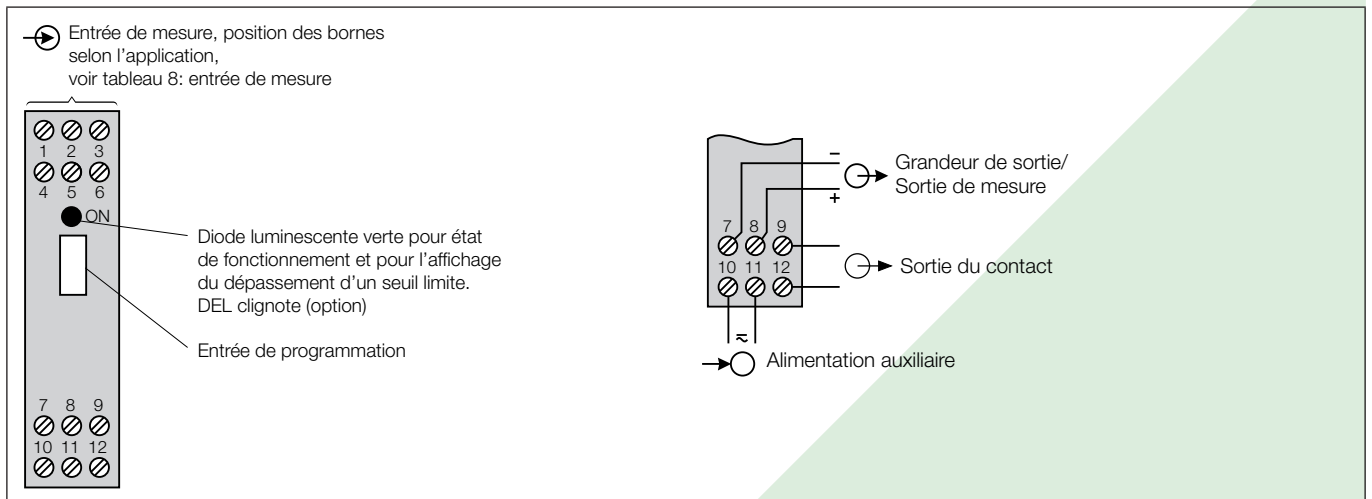 Entrée de mesure, position des bornes
selon l'application,
voir tableau 8: entrée de mesure
1 2 3
4 5 6
ON
Diode luminescente verte pour état
de fonctionnement et pour l'affichage
du dépassement d'un seuil limite.
DEL clignote (option)
Entrée de programmation
7 8 9
10 11 12
–
+
Grandeur de sortie/
Sortie de mesure
7 8 9
10 11 12
Sortie du contact
Alimentation auxiliaire